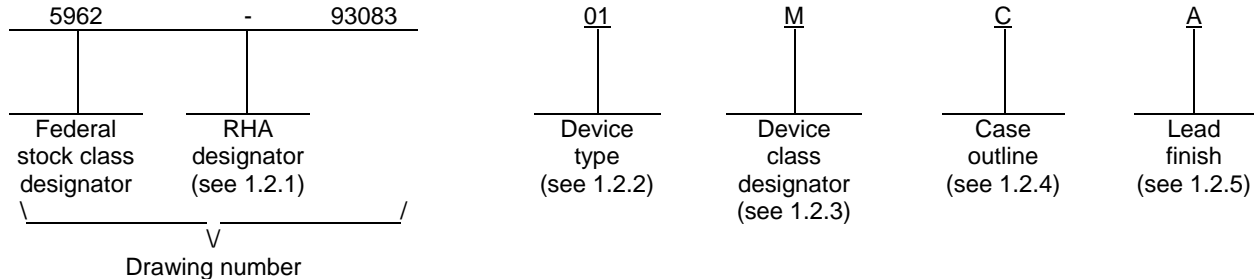 5962 - 93083 01 M C A
Federal stock class designator
RHA designator (see 1.2.1)
Device type (see 1.2.2)
Device class designator (see 1.2.3)
Case outline (see 1.2.4)
Lead finish (see 1.2.5)
\ /
\/
Drawing number